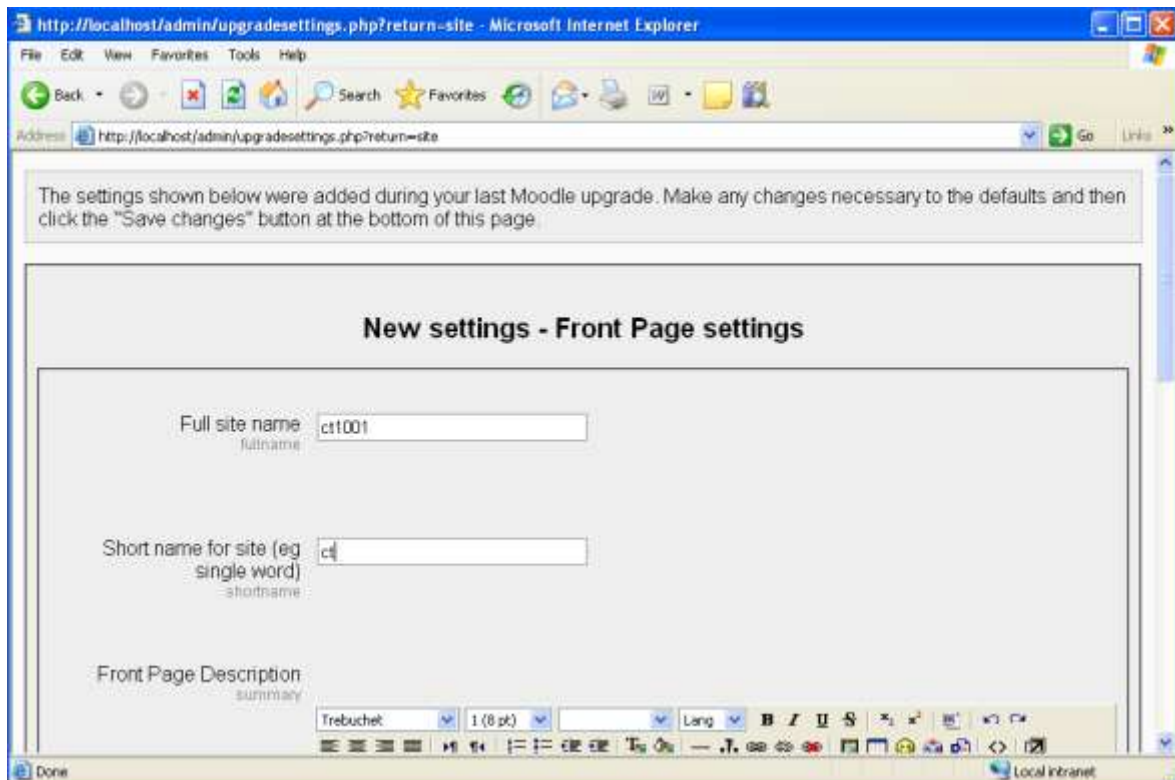 http://localhost/admin/upgradesettings.php?return=site - Microsoft Internet Explorer
File Edit View Favorites Tools Help
Back Search Favorites
Address http://localhost/admin/upgradesettings.php?return=site Go Links »
The settings shown below were added during your last Moodle upgrade. Make any changes necessary to the defaults and then
click the "Save changes" button at the bottom of this page.
New settings - Front Page settings
Full site name ct1001
fullname
Short name for site (eg ct
single word)
shortname
Front Page Description
summary
Trebuchet 1 (8 pt) Lang B I U S
Done Local intranet